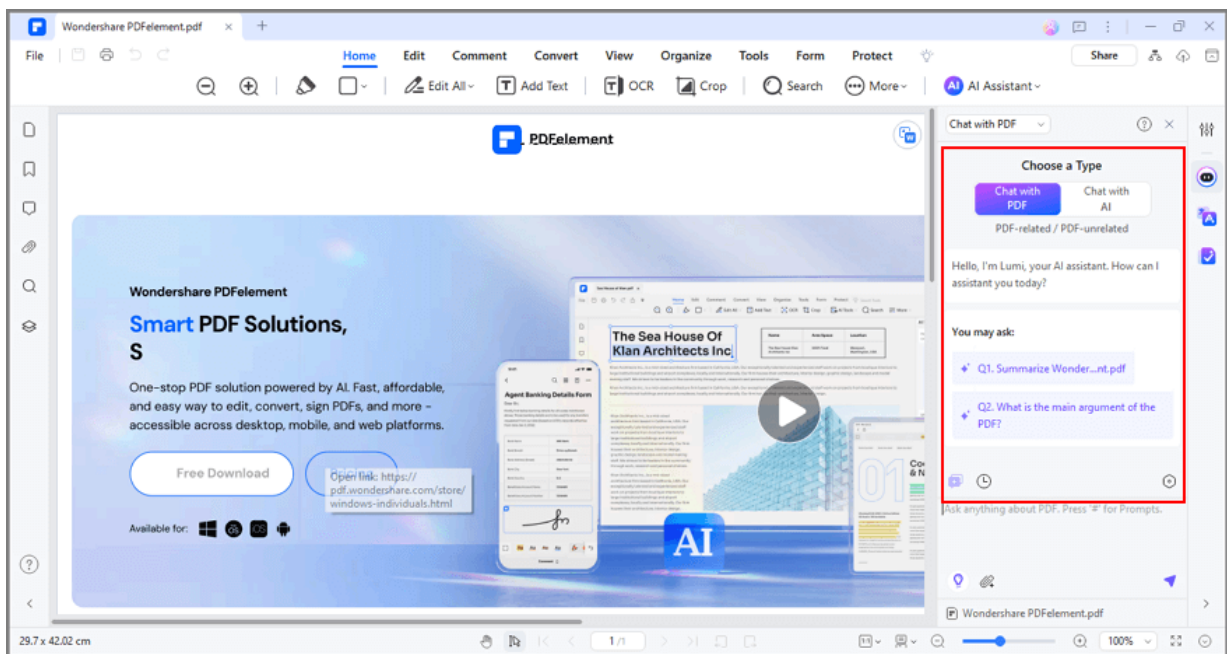 Wondershare PDFelement.pdf
File
Home Edit Comment Convert View Organize Tools Form Protect
Share
Edit All Add Text OCR Crop Search More AI Assistant
PDFelement
Wondershare PDFelement
Smart PDF Solutions,
S
One-stop PDF solution powered by AI. Fast, affordable,
and easy way to edit, convert, sign PDFs, and more –
accessible across desktop, mobile, and web platforms.
Free Download
Open link: https://
pdf.wondershare.com/store/
windows-individuals.html
Available for:
iOS
The Sea House Of
Klan Architects Inc
Name Area Space Location
Agent Banking Details Form
01
AI
Chat with PDF
Choose a Type
Chat with
PDF
Chat with
AI
PDF-related / PDF-unrelated
Hello, I'm Lumi, your AI assistant. How can I
assistant you today?
You may ask:
Q1. Summarize Wonder...nt.pdf
Q2. What is the main argument of the
PDF?
Ask anything about PDF. Press '#' for Prompts.
Wondershare PDFelement.pdf
29.7 x 42.02 cm
1 /1
100%